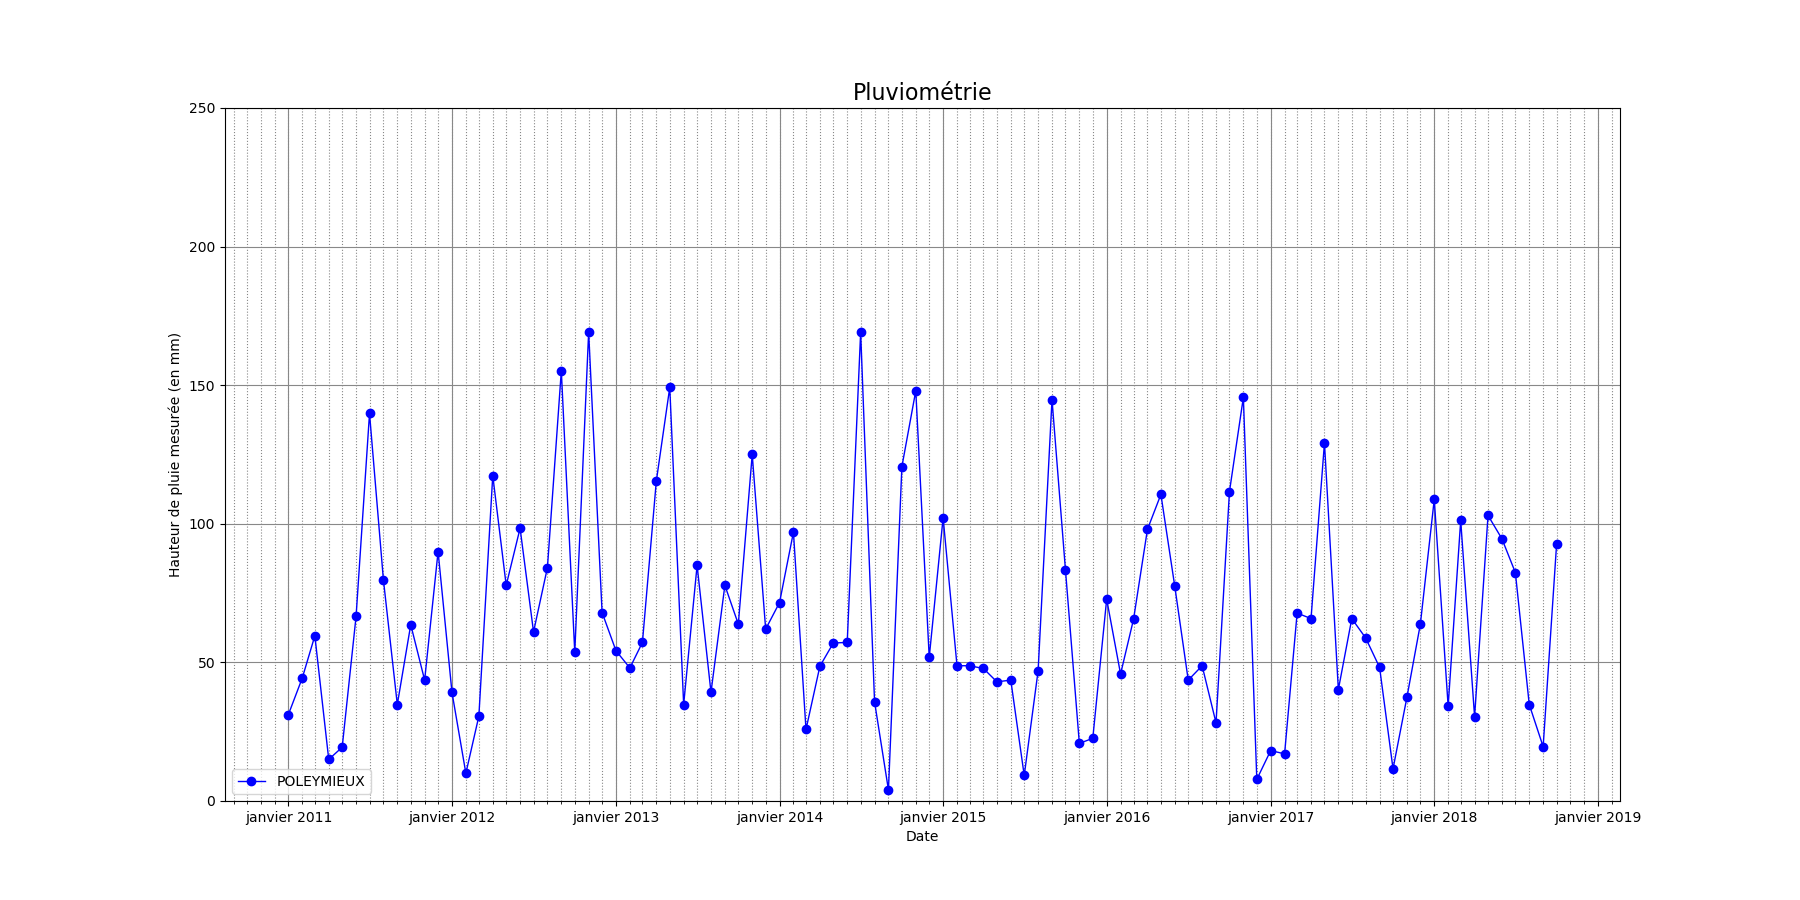 Pluviométrie
Hauteur de pluie mesurée (en mm)
250
200
150
100
50
0
POLEYMIEUX
janvier 2011 janvier 2012 janvier 2013 janvier 2014 janvier 2015 janvier 2016 janvier 2017 janvier 2018 janvier 2019
Date